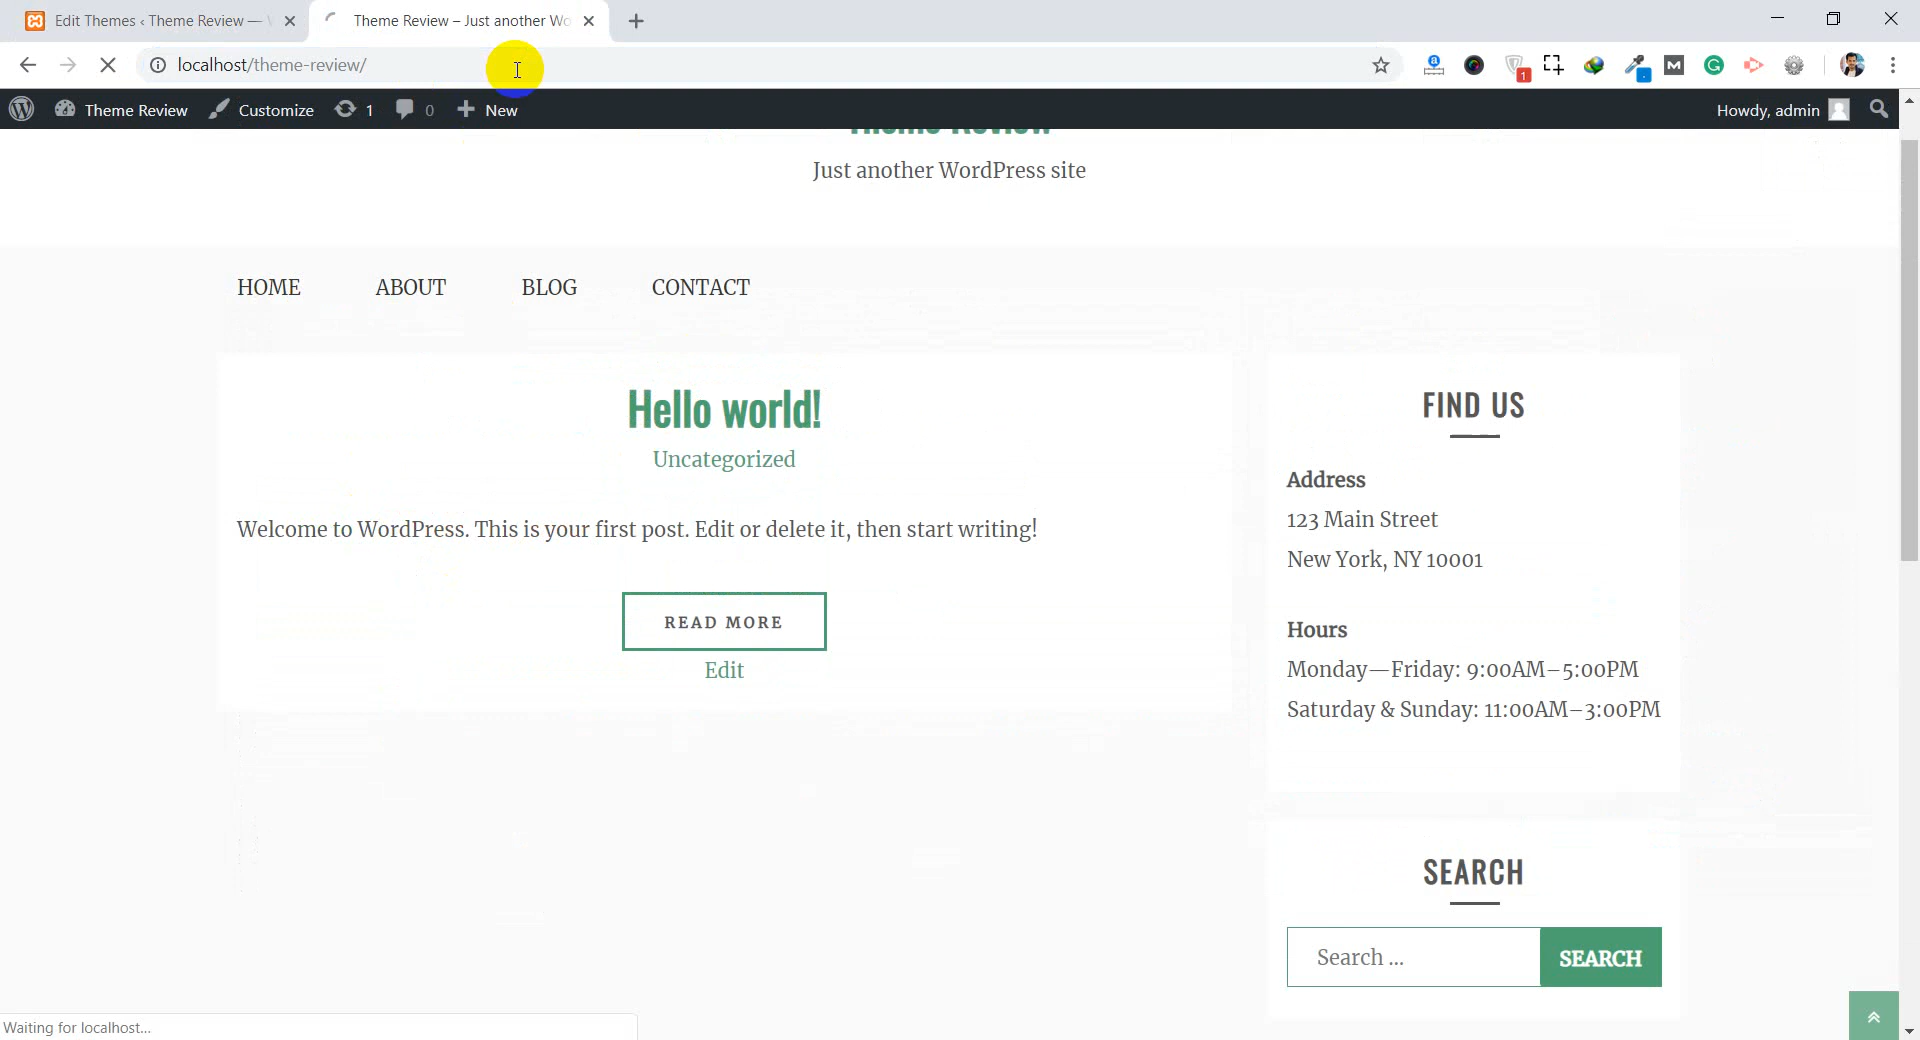 Edit Themes ‹ Theme Review —
Theme Review – Just another Wo
localhost/theme-review/
1
Theme Review
Customize
1
0
New
Howdy, admin
Theme Review
Just another WordPress site
HOME
ABOUT
BLOG
CONTACT
Hello world!
Uncategorized
Welcome to WordPress. This is your first post. Edit or delete it, then start writing!
READ MORE
Edit
FIND US
Address
123 Main Street
New York, NY 10001
Hours
Monday—Friday: 9:00AM–5:00PM
Saturday & Sunday: 11:00AM–3:00PM
SEARCH
Search ...
SEARCH
Waiting for localhost...